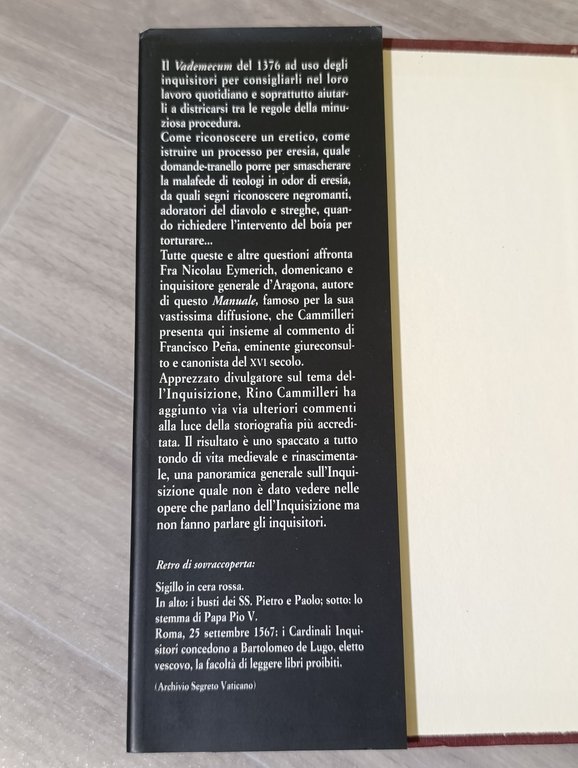 Il Vademecum del 1376 ad uso degli
inquisitori per consigliarli nel loro
lavoro quotidiano e soprattutto aiutar-
li a districarsi tra le regole della minu-
ziosa procedura.
Come riconoscere un eretico, come
istruire un processo per eresia, quale
domande-tranello porre per smascherare
la malafede di teologi in odor di eresia,
da quali segni riconoscere negromanti,
adoratori del diavolo e streghe, quan-
do richiedere l'intervento del boia per
torturare...
Tutte queste e altre questioni affronta
Fra Nicolau Eymerich, domenicano e
inquisitore generale d'Aragona, autore
di questo Manuale, famoso per la sua
vastissima diffusione, che Cammilleri
presenta qui insieme al commento di
Francisco Peña, eminente giureconsul-
to e canonista del XVI secolo.
Apprezzato divulgatore sul tema del-
l'Inquisizione, Rino Cammilleri ha
aggiunto via via ulteriori commenti
alla luce della storiografia più accredi-
tata. Il risultato è uno spaccato a tutto
tondo di vita medievale e rinascimenta-
le, una panoramica generale sull'Inqui-
sizione quale non è dato vedere nelle
opere che parlano dell'Inquisizione ma
non fanno parlare gli inquisitori.
Retro di sovraccoperta:
Sigillo in cera rossa.
In alto: i busti dei SS. Pietro e Paolo; sotto: lo
stemma di Papa Pio V.
Roma, 25 settembre 1567: i Cardinali Inqui-
sitori concedono a Bartolomeo de Lugo, eletto
vescovo, la facoltà di leggere libri proibiti.
(Archivio Segreto Vaticano)